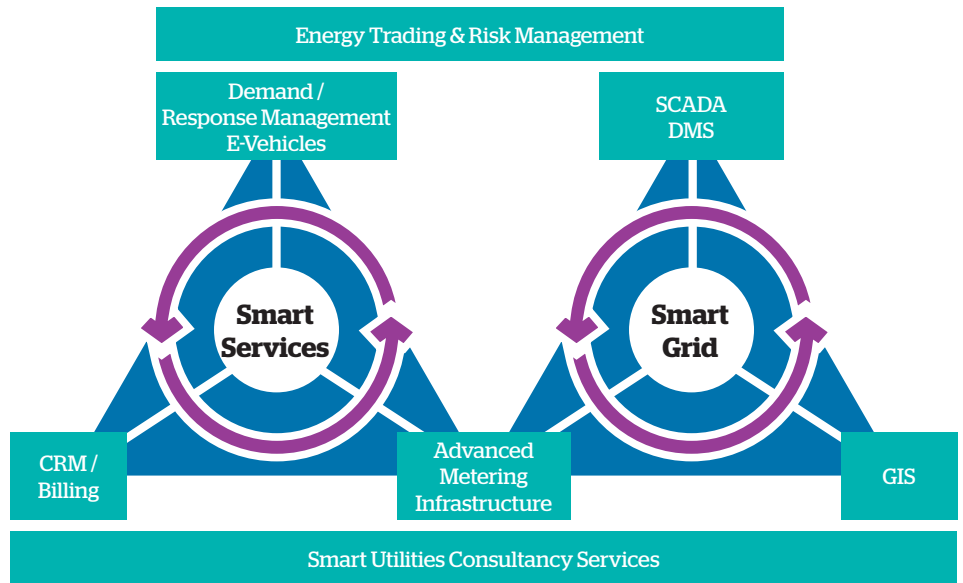 Energy Trading & Risk Management
Demand /
Response Management
E-Vehicles
SCADA
DMS
Smart
Services
Smart
Grid
CRM /
Billing
Advanced
Metering
Infrastructure
GIS
Smart Utilities Consultancy Services